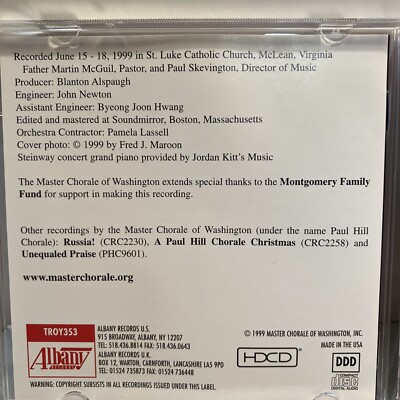 Recorded June 15 - 18, 1999 in St. Luke Catholic Church, McLean, Virginia
Father Martin McGuil, Pastor, and Paul Skevington, Director of Music
Producer: Blanton Alspaugh
Engineer: John Newton
Assistant Engineer: Byeong Joon Hwang
Edited and mastered at Soundmirror, Boston, Massachusetts
Orchestra Contractor: Pamela Lassell
Cover photo: © 1999 by Fred J. Maroon
Steinway concert grand piano provided by Jordan Kitt's Music
The Master Chorale of Washington extends special thanks to the Montgomery Family
Fund for support in making this recording.
Other recordings by the Master Chorale of Washington (under the name Paul Hill
Chorale): Russia! (CRC2230), A Paul Hill Chorale Christmas (CRC2258) and
Unequaled Praise (PHC9601).
www.masterchorale.org
TROY353
Albany
RECORDS
ALBANY RECORDS U.S.
915 BROADWAY, ALBANY, NY 12207
TEL: 518.436.8814 FAX: 518.436.0643
ALBANY RECORDS U.K.
BOX 12, WARTON, CARNFORTH, LANCASHIRE LA5 9PD
TEL: 01524 735873 FAX: 01524 736448
WARNING: COPYRIGHT SUBSISTS IN ALL RECORDINGS ISSUED UNDER THIS LABEL.
© 1999 MASTER CHORALE OF WASHINGTON, INC.
MADE IN THE USA
HDCD
DDD
COMPACT
disc
DIGITAL AUDIO